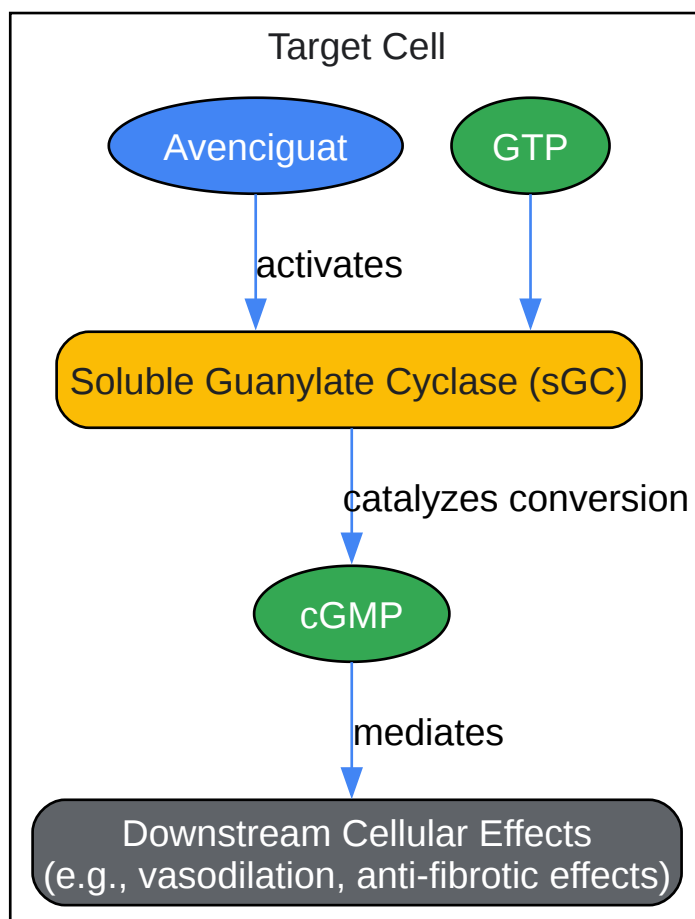 Target Cell
Avenciguat
GTP
activates
Soluble Guanylate Cyclase (sGC)
catalyzes conversion
cGMP
mediates
Downstream Cellular Effects
(e.g., vasodilation, anti-fibrotic effects)